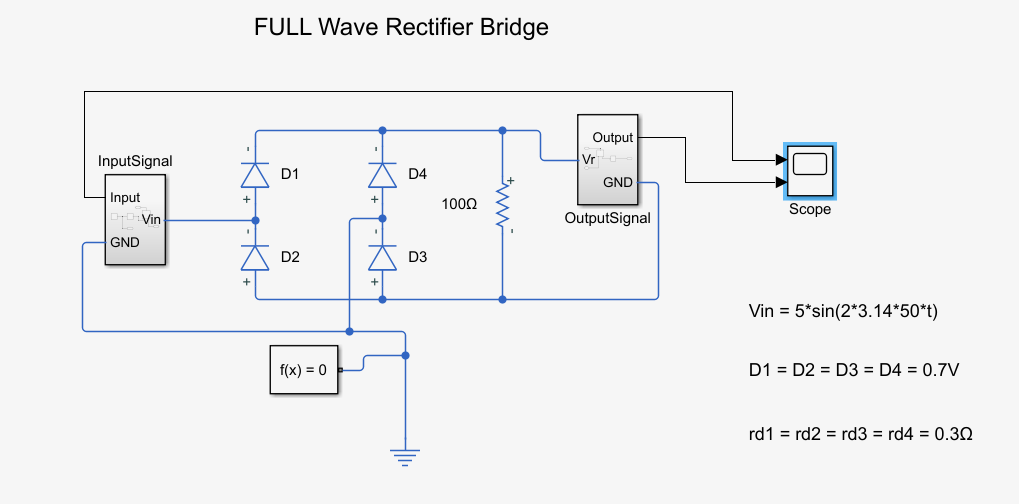 FULL Wave Rectifier Bridge
InputSignal
Input
Vin
GND
D1
D2
D4
D3
100Ω
Output
Vr
GND
OutputSignal
Scope
f(x) = 0
Vin = 5*sin(2*3.14*50*t)
D1 = D2 = D3 = D4 = 0.7V
rd1 = rd2 = rd3 = rd4 = 0.3Ω